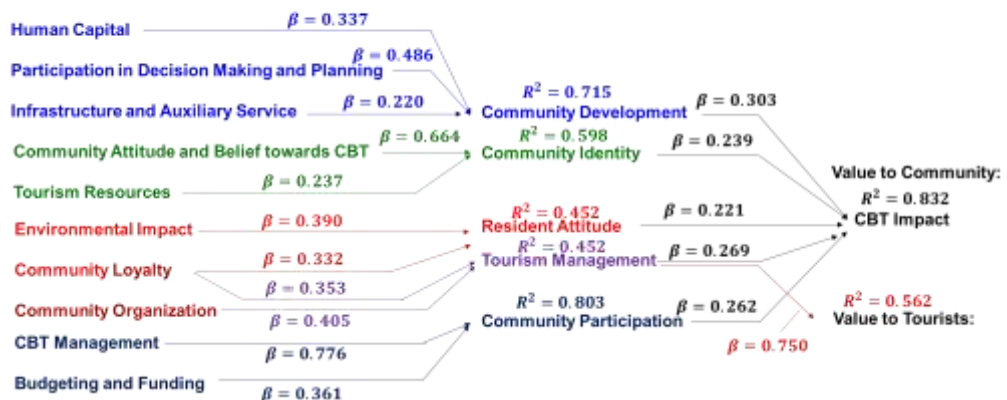 β = 0.337
Human Capital
β = 0.486
Participation in Decision Making and Planning
R² = 0.715
β = 0.220
β = 0.303
Infrastructure and Auxiliary Service
Community Development
β = 0.664
R² = 0.598
β = 0.239
Community Attitude and Belief towards CBT
Community Identity
Value to Community:
β = 0.237
R² = 0.832
Tourism Resources
β = 0.390
R² = 0.452
β = 0.221
CBT Impact
Environmental Impact
Resident Attitude
R² = 0.452
β = 0.332
Tourism Management
β = 0.269
Community Loyalty
β = 0.353
R² = 0.803
R² = 0.562
Community Organization
β = 0.262
β = 0.405
Community Participation
Value to Tourists:
CBT Management
β = 0.776
β = 0.750
Budgeting and Funding
β = 0.361